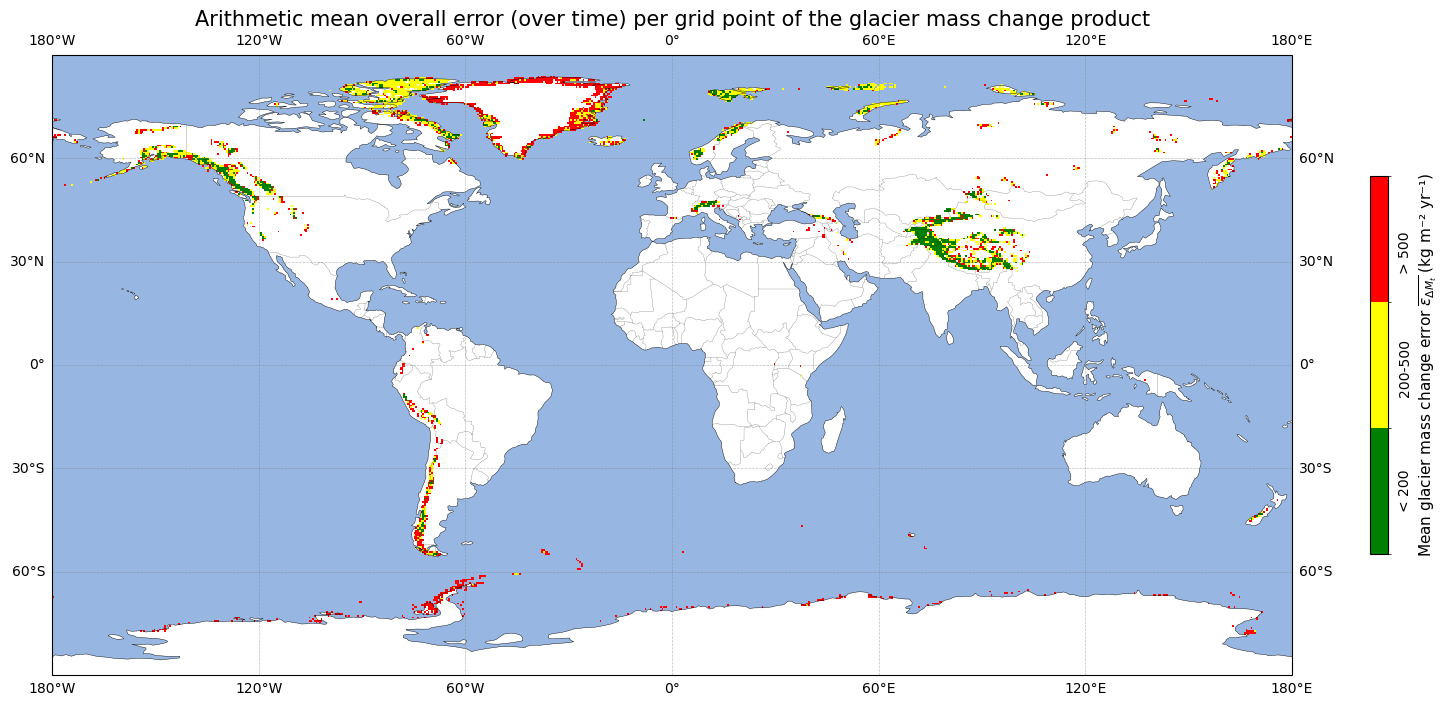 Arithmetic mean overall error (over time) per grid point of the glacier mass change product
180°W 120°W 60°W 0° 60°E 120°E 180°E
60°N 60°N
30°N 30°N
0° 0°
30°S 30°S
60°S 60°S
180°W 120°W 60°W 0° 60°E 120°E 180°E
> 500
200-500
< 200
Mean glacier mass change error $\overline{\varepsilon_{\Delta M_t}}$ (kg m⁻² yr⁻¹)